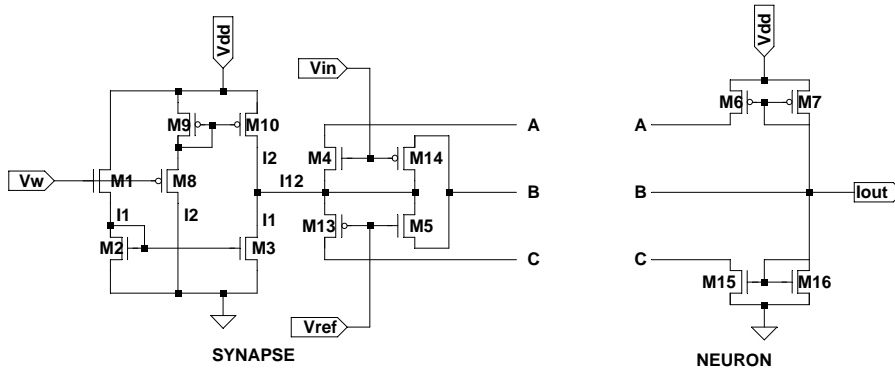 Vdd
Vdd
Vin
M9
M10
M6
M7
A
A
M4
M14
I2
Vw
M1
M8
I12
B
B
Iout
I1
I2
I1
M13
M5
M2
M3
C
C
M15
M16
Vref
SYNAPSE
NEURON